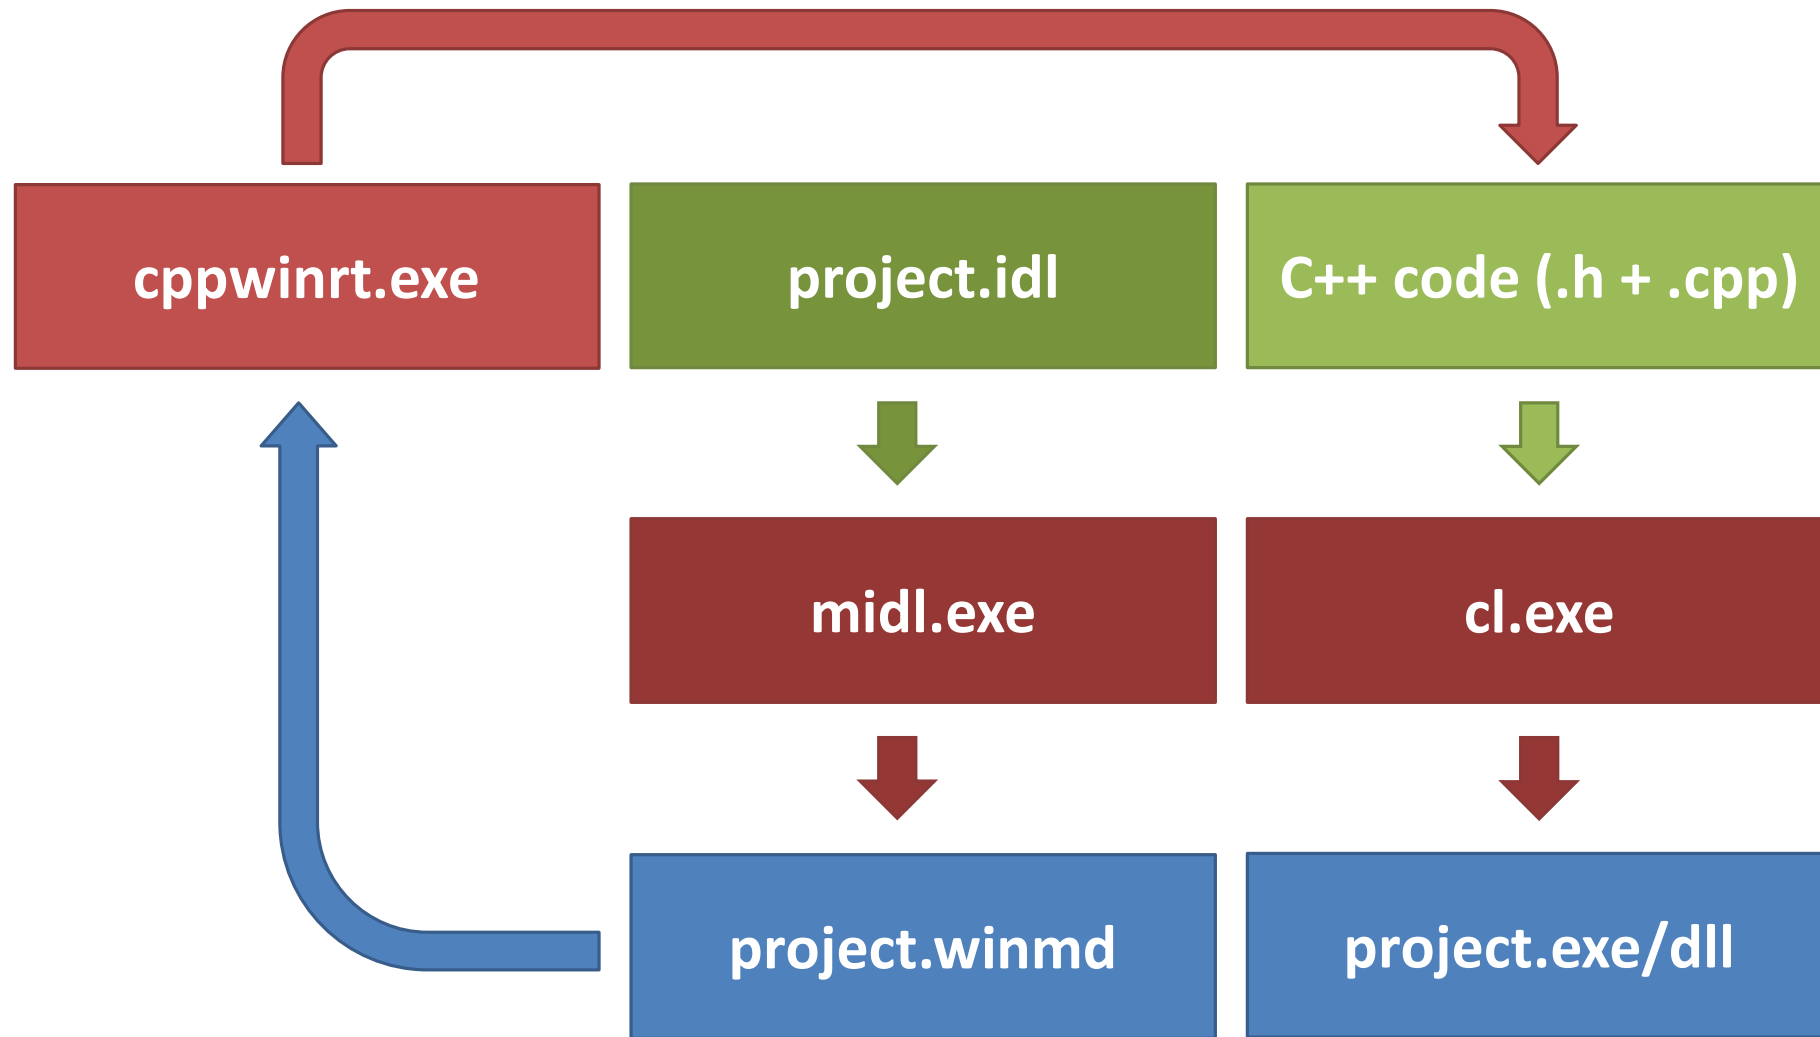 cppwinrt.exe
project.idl
C++ code (.h + .cpp)
midl.exe
cl.exe
project.winmd
project.exe/dll